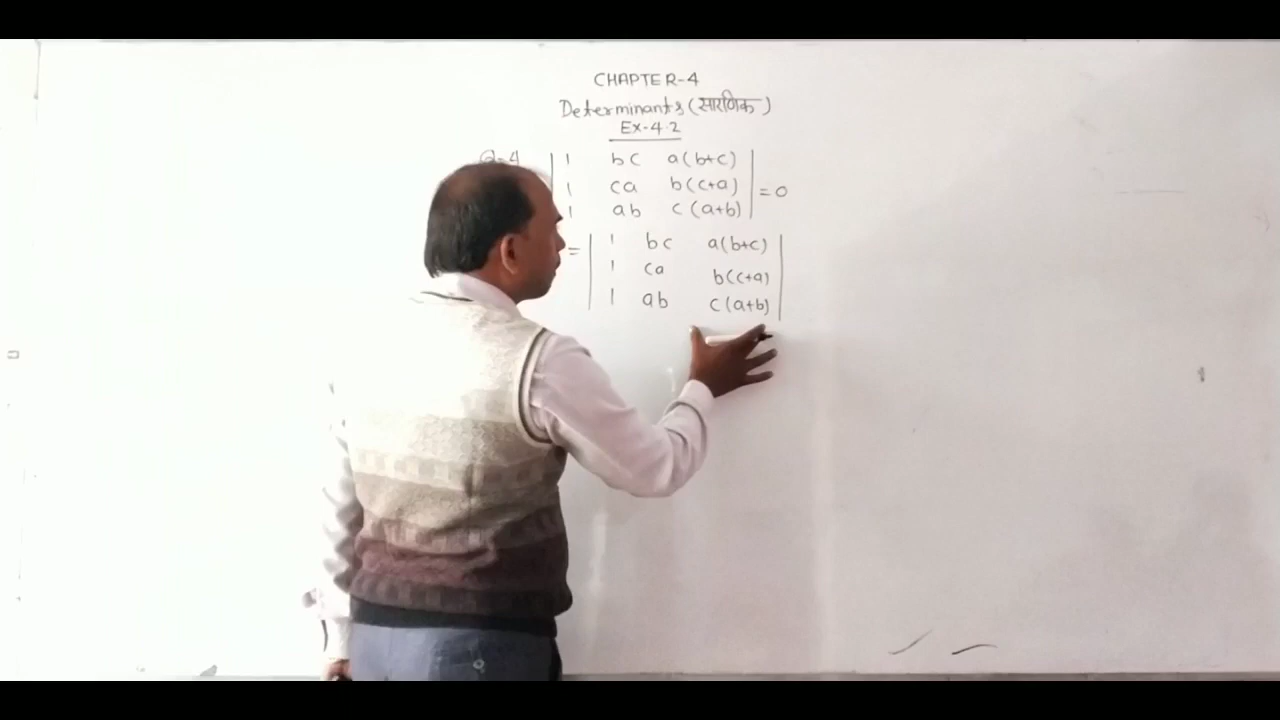 CHAPTER-4
Determinants (सारणिक)
Ex-4.2
Q-4 | 1 bc a(b+c) |
| 1 ca b(c+a) | = 0
| 1 ab c(a+b) |
= | 1 bc a(b+c) |
| 1 ca b(c+a) |
| 1 ab c(a+b) |